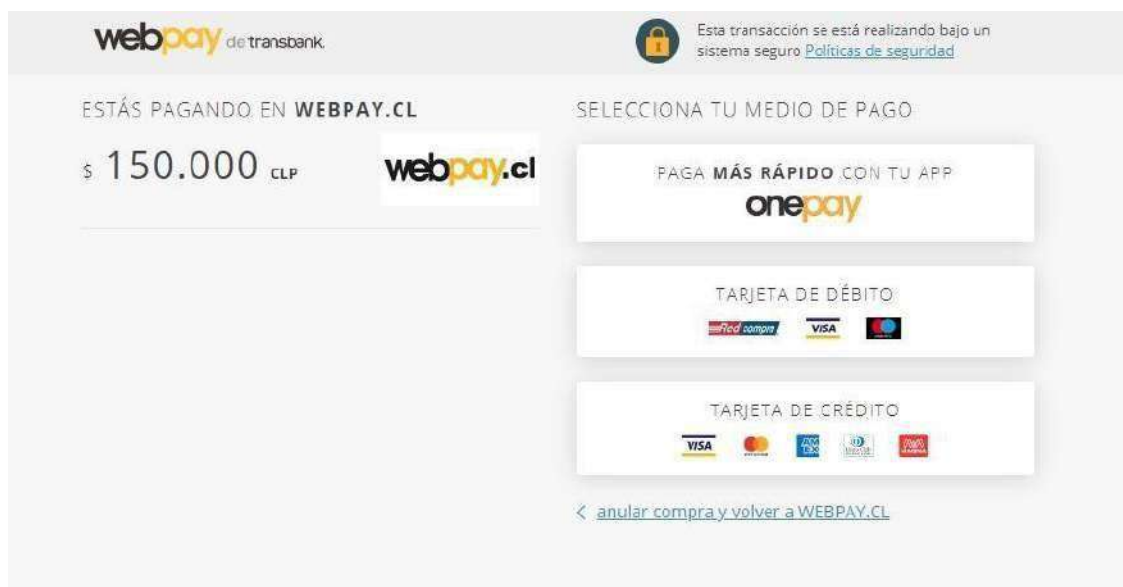 webpay de transbank.
Esta transacción se está realizando bajo un
sistema seguro Políticas de seguridad
ESTÁS PAGANDO EN WEBPAY.CL
$ 150.000 CLP
webpay.cl
SELECCIONA TU MEDIO DE PAGO
PAGA MÁS RÁPIDO CON TU APP
onepay
TARJETA DE DÉBITO
Red compra VISA
TARJETA DE CRÉDITO
VISA
< anular compra y volver a WEBPAY.CL